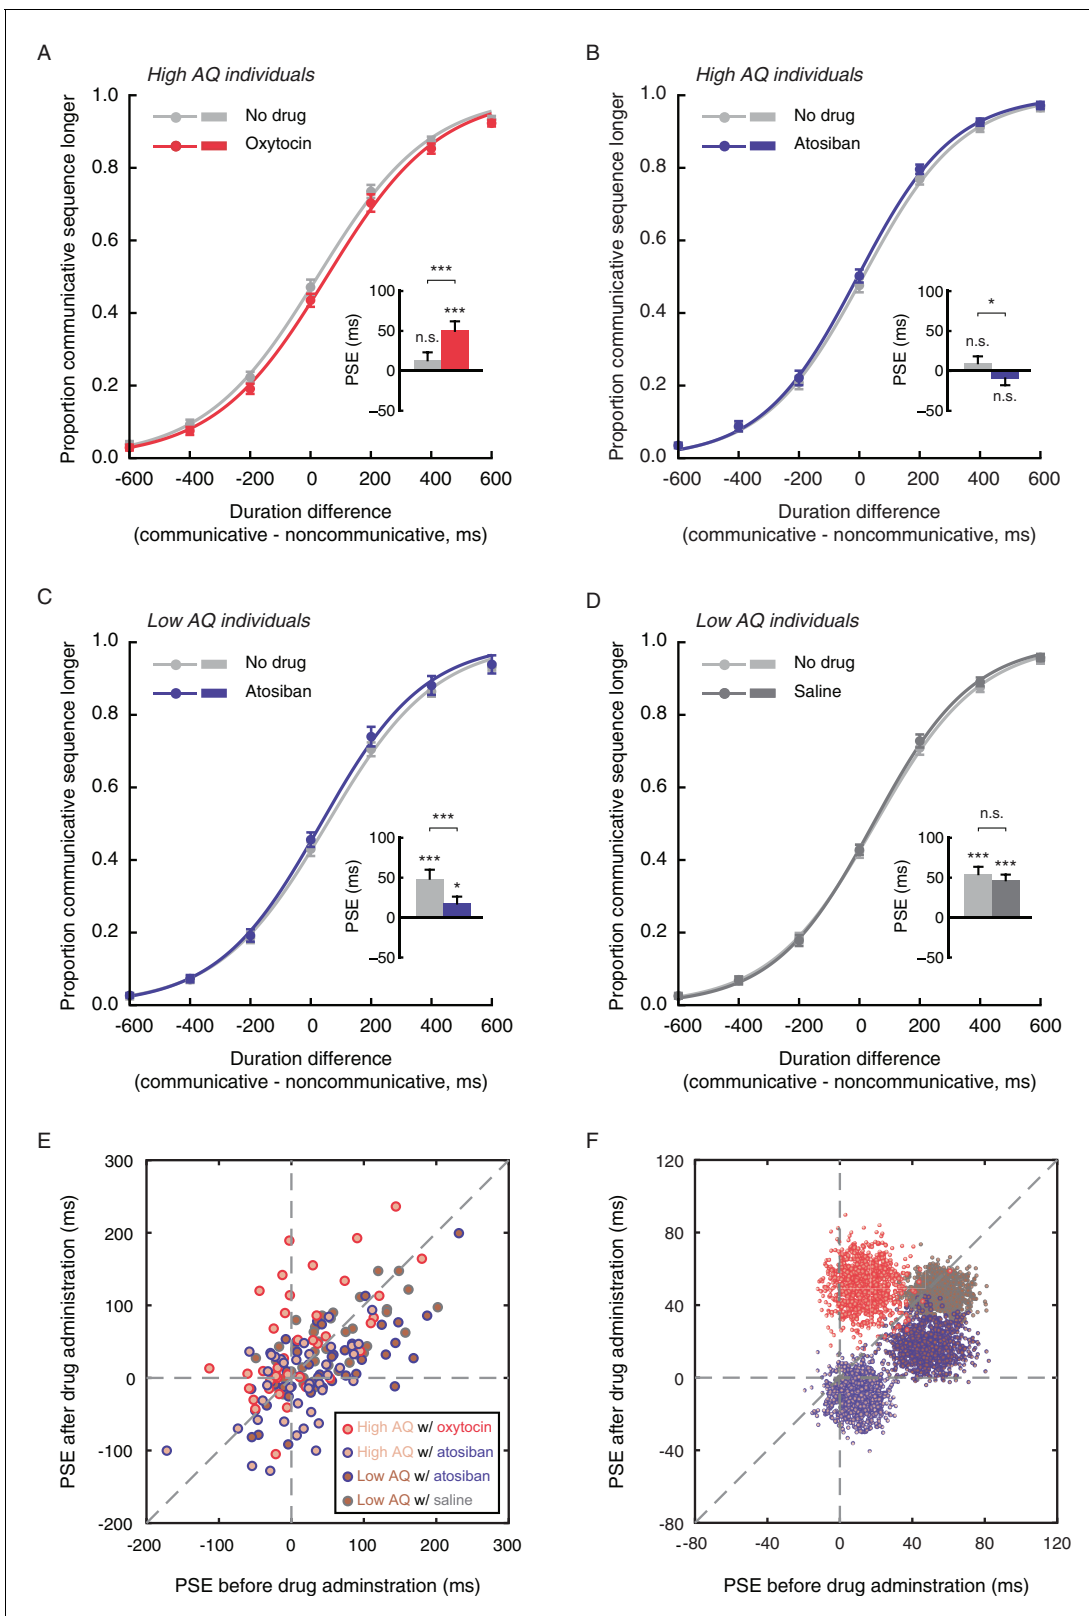 A
High AQ individuals
No drug
Oxytocin
Proportion communicative sequence longer
1.0
0.8
0.6
0.4
0.2
0.0
-600 -400 -200 0 200 400 600
Duration difference
(communicative - noncommunicative, ms)
PSE (ms)
100
50
0
–50
***
n.s.
***
B
High AQ individuals
No drug
Atosiban
Proportion communicative sequence longer
1.0
0.8
0.6
0.4
0.2
0.0
-600 -400 -200 0 200 400 600
Duration difference
(communicative - noncommunicative, ms)
PSE (ms)
100
50
0
–50
*
n.s.
n.s.
C
Low AQ individuals
No drug
Atosiban
Proportion communicative sequence longer
1.0
0.8
0.6
0.4
0.2
0.0
-600 -400 -200 0 200 400 600
Duration difference
(communicative - noncommunicative, ms)
PSE (ms)
100
50
0
–50
***
***
*
D
Low AQ individuals
No drug
Saline
Proportion communicative sequence longer
1.0
0.8
0.6
0.4
0.2
0.0
-600 -400 -200 0 200 400 600
Duration difference
(communicative - noncommunicative, ms)
PSE (ms)
100
50
0
–50
n.s.
***
***
E
PSE after drug administration (ms)
300
200
100
0
-100
-200
-200 -100 0 100 200 300
PSE before drug adminstration (ms)
High AQ w/ oxytocin
High AQ w/ atosiban
Low AQ w/ atosiban
Low AQ w/ saline
F
PSE after drug administration (ms)
120
80
40
0
-40
-80
-80 -40 0 40 80 120
PSE before drug adminstration (ms)